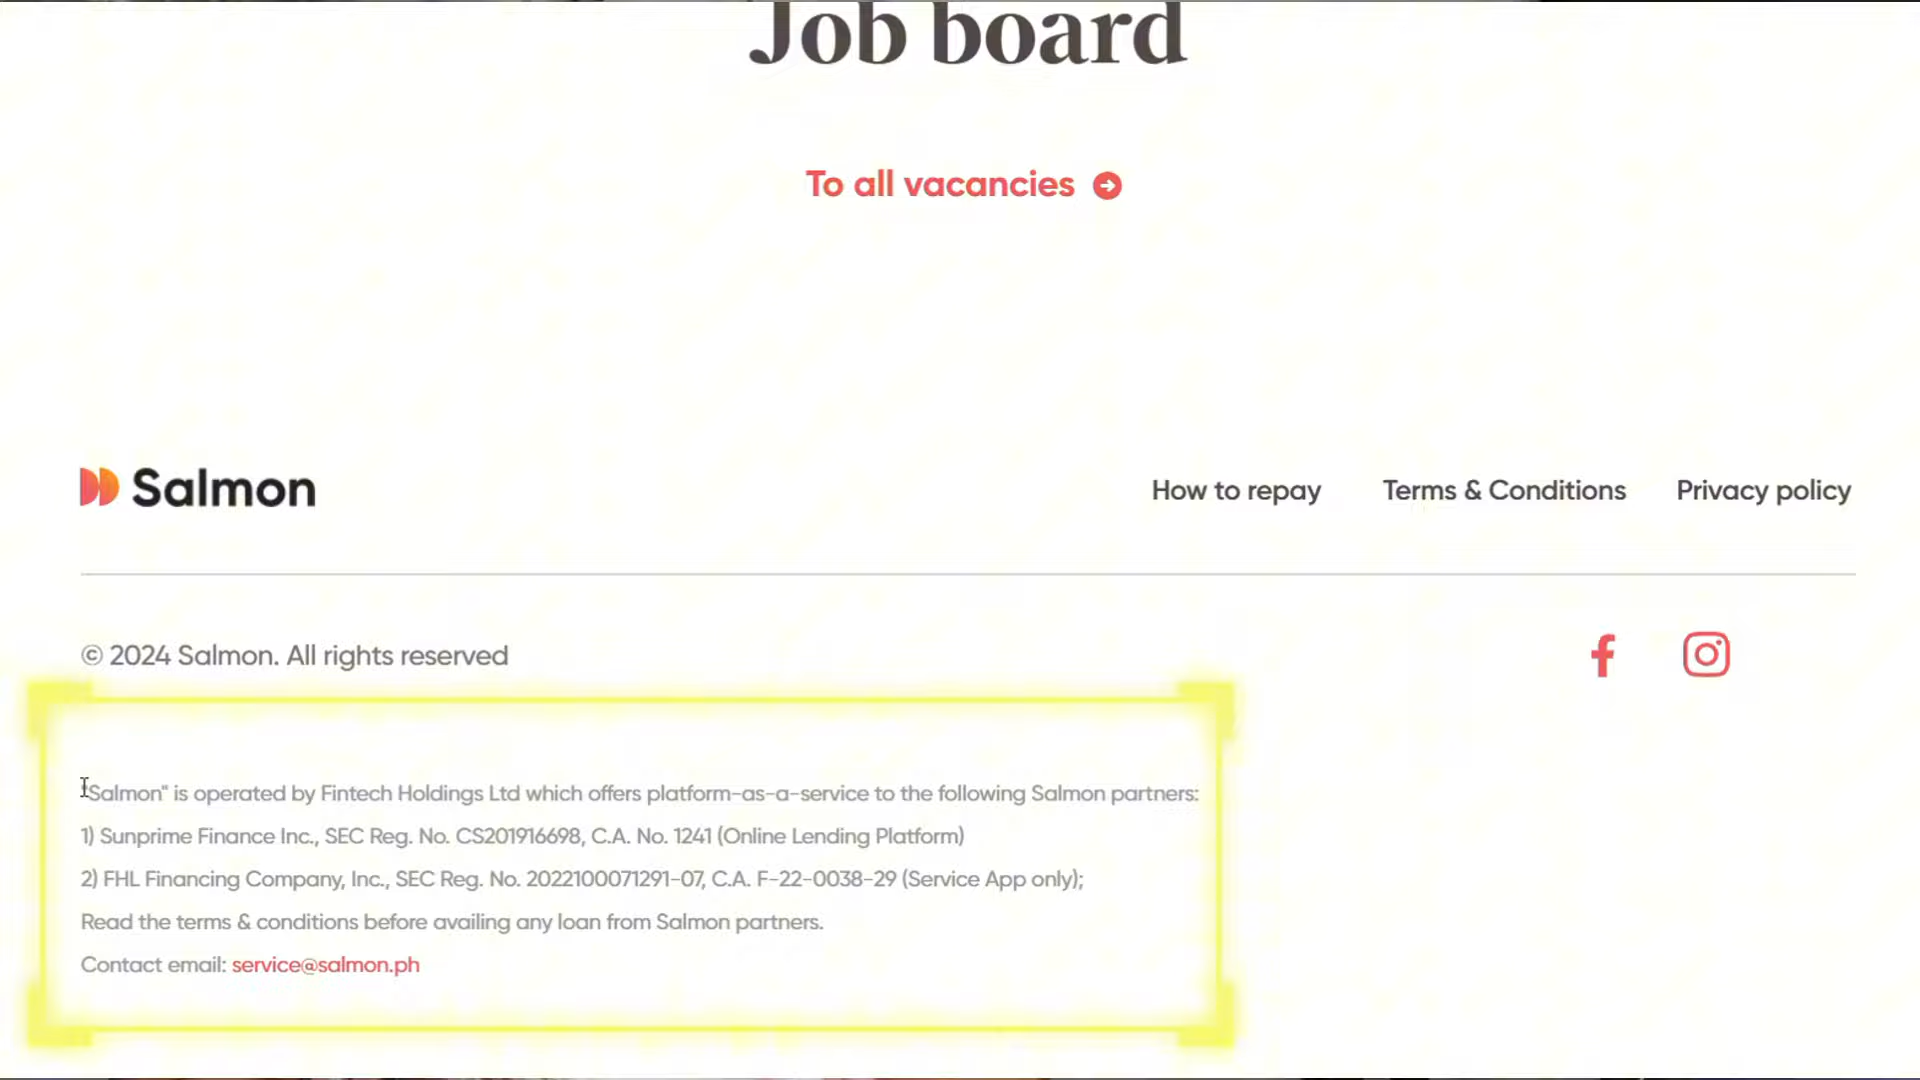 Job board
To all vacancies
Salmon
How to repay
Terms & Conditions
Privacy policy
© 2024 Salmon. All rights reserved
"Salmon" is operated by Fintech Holdings Ltd which offers platform-as-a-service to the following Salmon partners:
1) Sunprime Finance Inc., SEC Reg. No. CS201916698, C.A. No. 1241 (Online Lending Platform)
2) FHL Financing Company, Inc., SEC Reg. No. 2022100071291-07, C.A. F-22-0038-29 (Service App only);
Read the terms & conditions before availing any loan from Salmon partners.
Contact email: service@salmon.ph